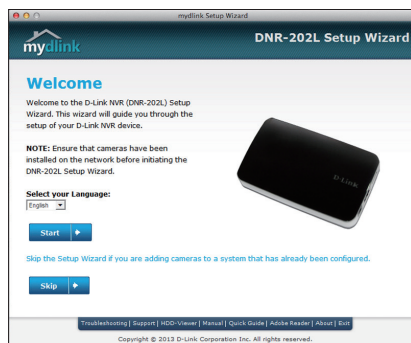 mydlink Setup Wizard
mydlink
DNR-202L Setup Wizard
Welcome
Welcome to the D-Link NVR (DNR-202L) Setup
Wizard. This wizard will guide you through the
setup of your D-Link NVR device.
NOTE: Ensure that cameras have been
installed on the network before initiating the
DNR-202L Setup Wizard.
D-Link
Select your Language:
English
Start
Skip the Setup Wizard if you are adding cameras to a system that has already been configured.
Skip
Troubleshooting | Support | HDD-Viewer | Manual | Quick Guide | Adobe Reader | About | Exit
Copyright © 2013 D-Link Corporation Inc. All rights reserved.